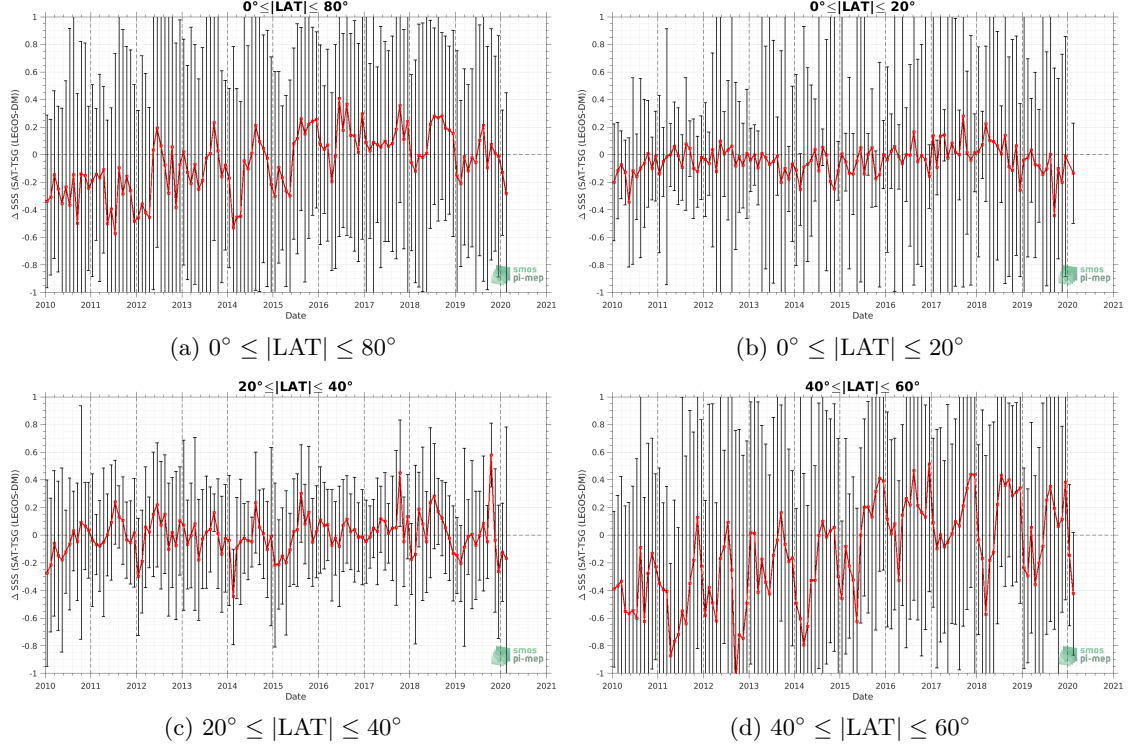 0°≤|LAT|≤ 80°
Δ SSS (SAT-TSG (LEGOS-DM))
1
0.8
0.6
0.4
0.2
0
-0.2
-0.4
-0.6
-0.8
-1
2010 2011 2012 2013 2014 2015 2016 2017 2018 2019 2020 2021
Date
smos
pi-mep
(a) 0° ≤ |LAT| ≤ 80°
0°≤|LAT|≤ 20°
Δ SSS (SAT-TSG (LEGOS-DM))
1
0.8
0.6
0.4
0.2
0
-0.2
-0.4
-0.6
-0.8
-1
2010 2011 2012 2013 2014 2015 2016 2017 2018 2019 2020 2021
Date
smos
pi-mep
(b) 0° ≤ |LAT| ≤ 20°
20°≤|LAT|≤ 40°
Δ SSS (SAT-TSG (LEGOS-DM))
1
0.8
0.6
0.4
0.2
0
-0.2
-0.4
-0.6
-0.8
-1
2010 2011 2012 2013 2014 2015 2016 2017 2018 2019 2020 2021
Date
smos
pi-mep
(c) 20° ≤ |LAT| ≤ 40°
40°≤|LAT|≤ 60°
Δ SSS (SAT-TSG (LEGOS-DM))
1
0.8
0.6
0.4
0.2
0
-0.2
-0.4
-0.6
-0.8
-1
2010 2011 2012 2013 2014 2015 2016 2017 2018 2019 2020 2021
Date
smos
pi-mep
(d) 40° ≤ |LAT| ≤ 60°